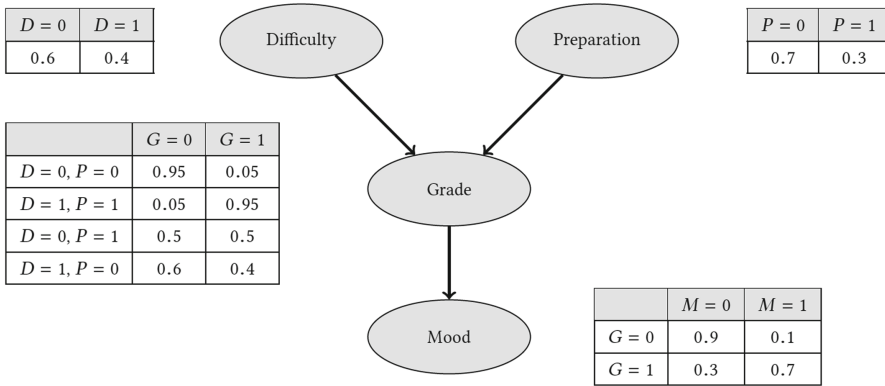 D = 0 D = 1
0.6 0.4
Difficulty
Preparation
P = 0 P = 1
0.7 0.3
G = 0 G = 1
D = 0, P = 0 0.95 0.05
D = 1, P = 1 0.05 0.95
D = 0, P = 1 0.5 0.5
D = 1, P = 0 0.6 0.4
Grade
Mood
M = 0 M = 1
G = 0 0.9 0.1
G = 1 0.3 0.7